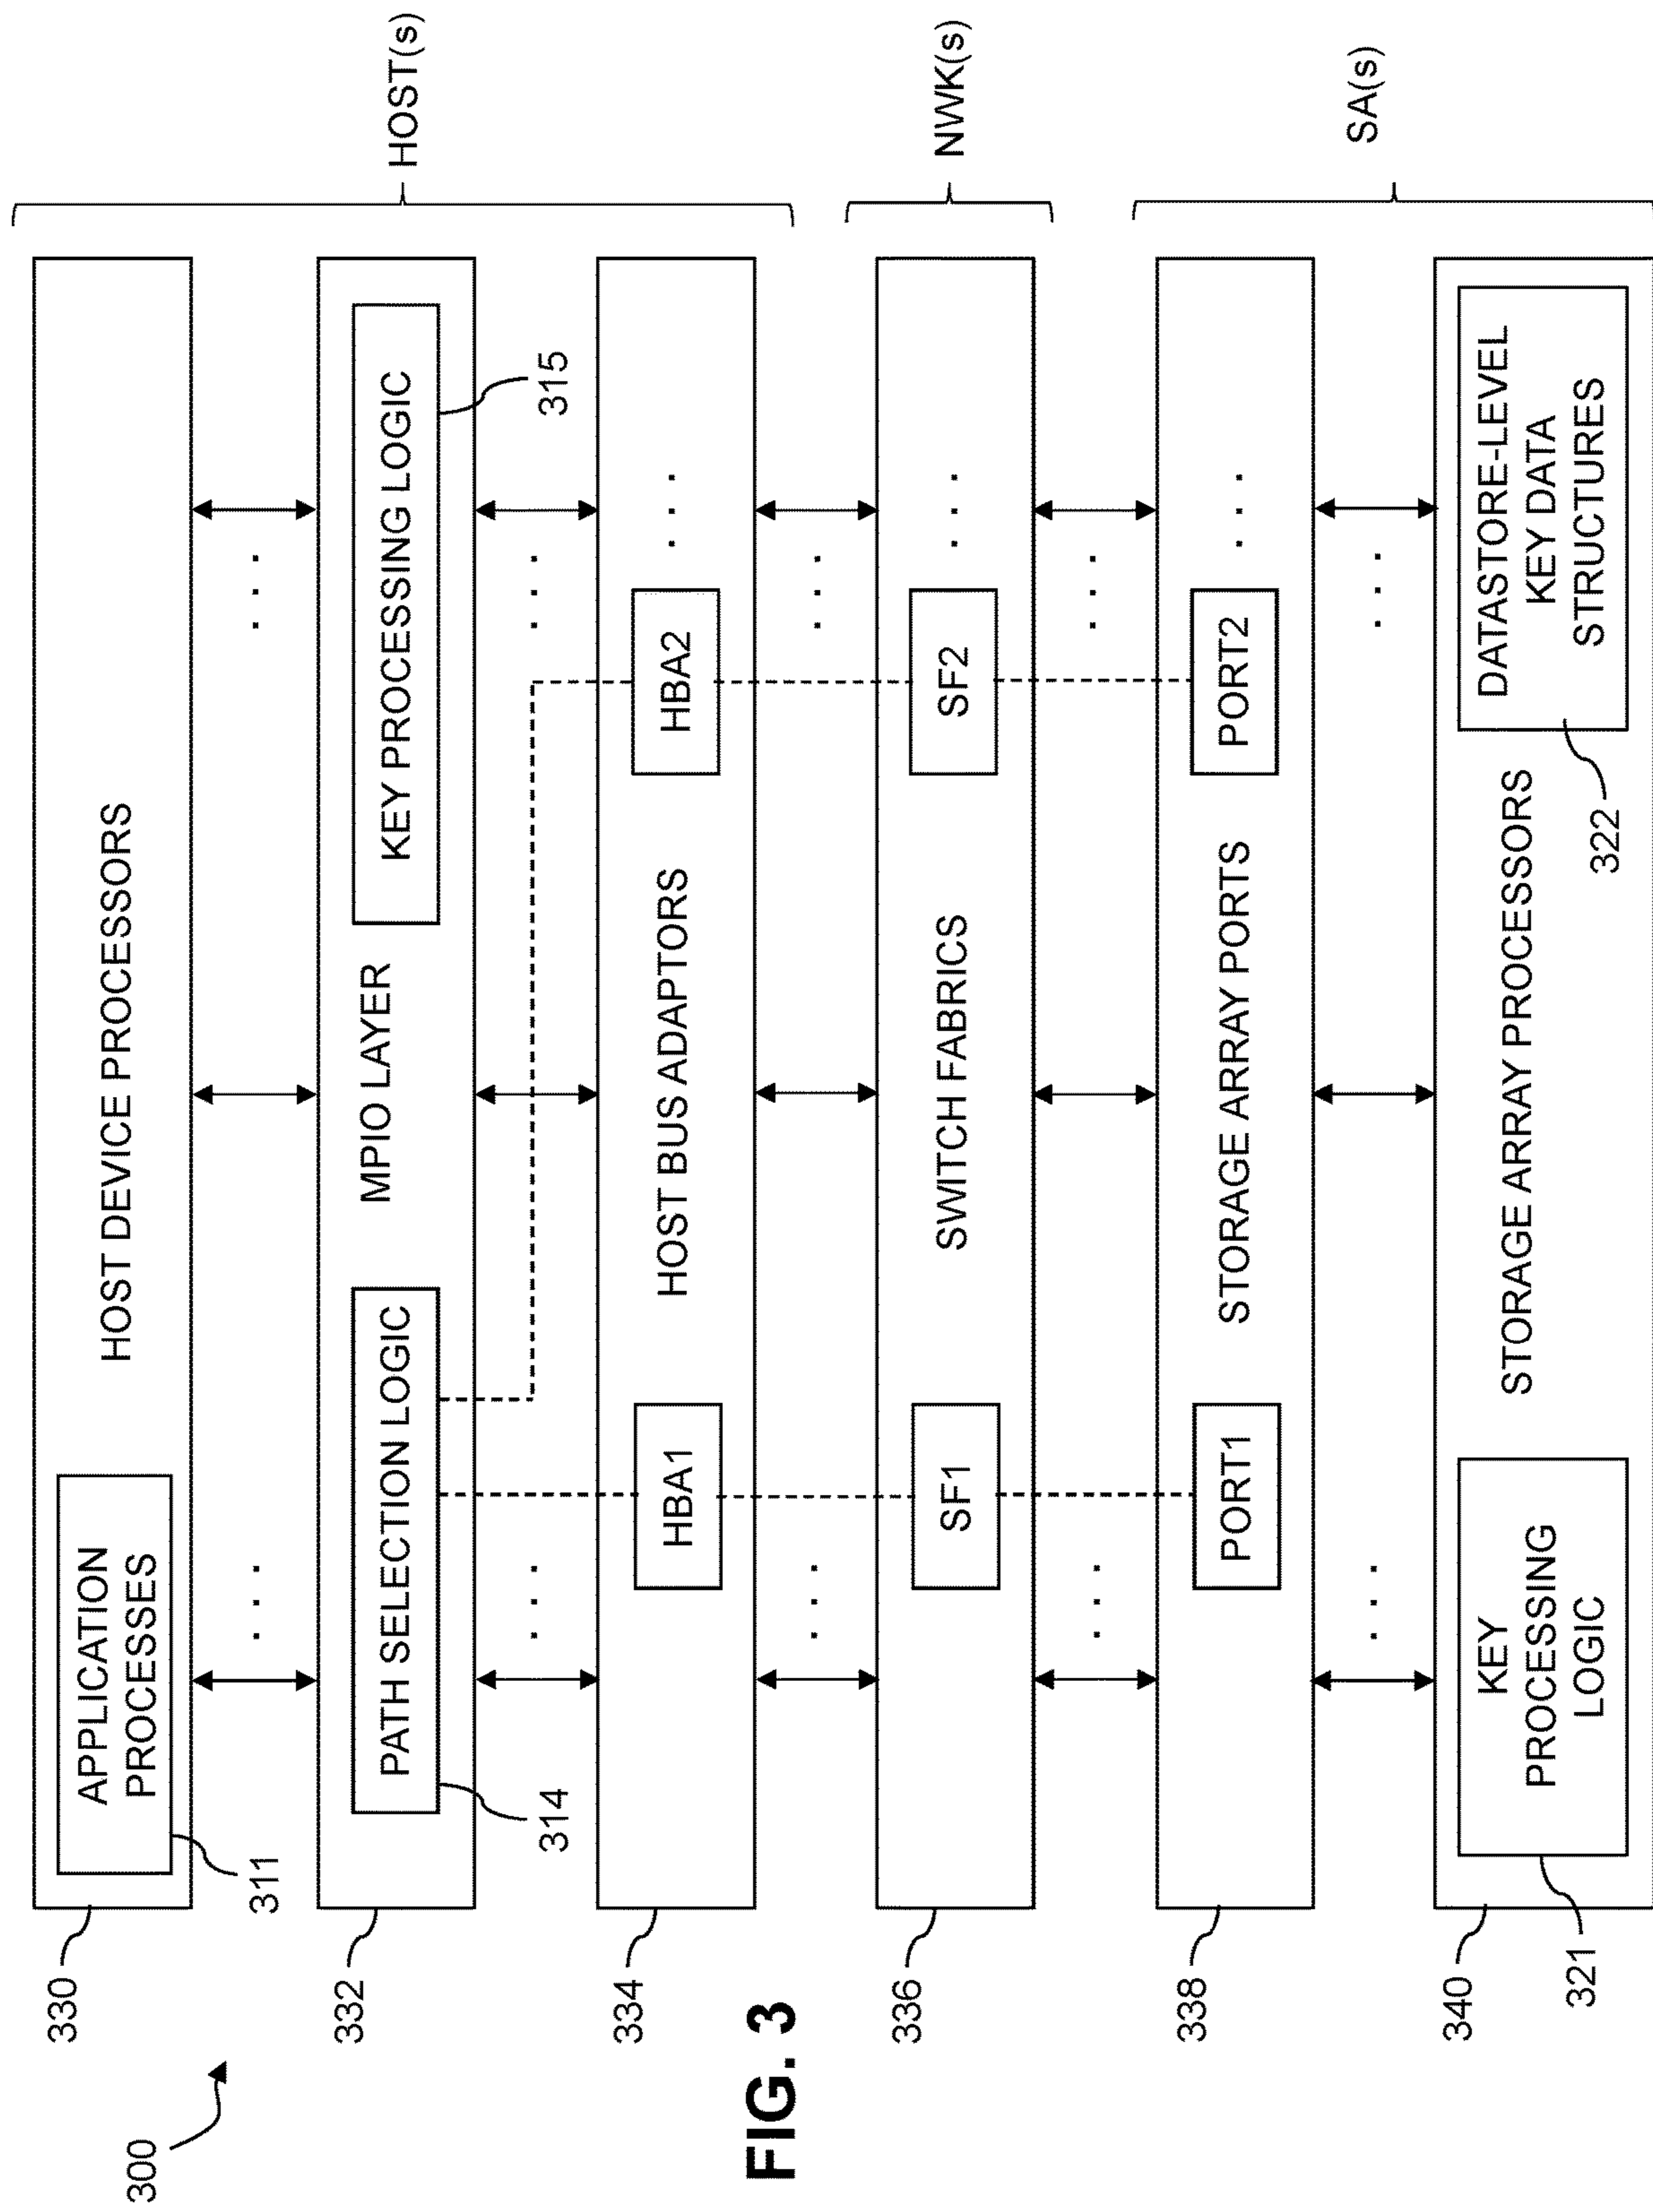 300
330
APPLICATION
PROCESSES
311
HOST DEVICE PROCESSORS
HOST(s)
332
PATH SELECTION LOGIC
314
MPIO LAYER
KEY PROCESSING LOGIC
315
334
HBA1
HOST BUS ADAPTORS
HBA2
. . .
336
SF1
SWITCH FABRICS
SF2
. . .
NWK(s)
338
PORT1
STORAGE ARRAY PORTS
PORT2
. . .
SA(s)
340
KEY
PROCESSING
LOGIC
321
STORAGE ARRAY PROCESSORS
DATASTORE-LEVEL
KEY DATA
STRUCTURES
322
FIG. 3